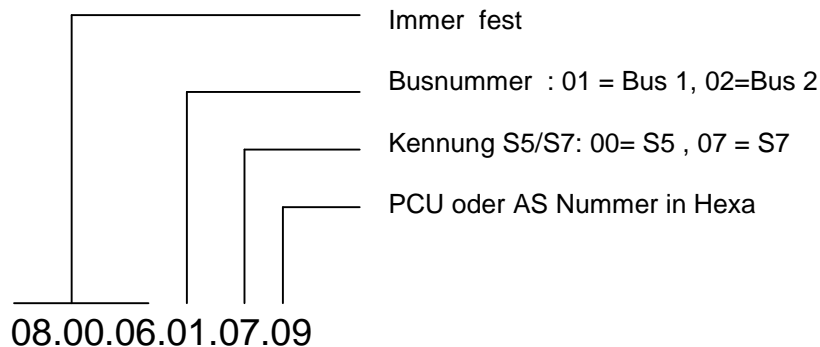 Immer fest
Busnummer : 01 = Bus 1, 02=Bus 2
Kennung S5/S7: 00= S5 , 07 = S7
PCU oder AS Nummer in Hexa
08.00.06.01.07.09